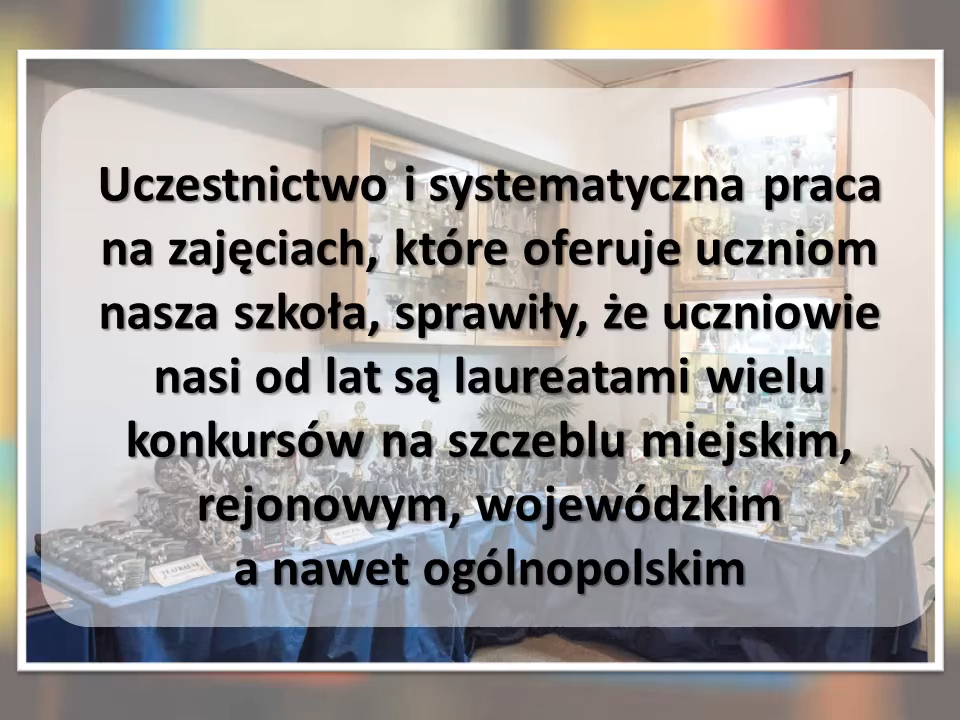 Uczestnictwo i systematyczna praca
na zajęciach, które oferuje uczniom
nasza szkoła, sprawiły, że uczniowie
nasi od lat są laureatami wielu
konkursów na szczeblu miejskim,
rejonowym, wojewódzkim
a nawet ogólnopolskim